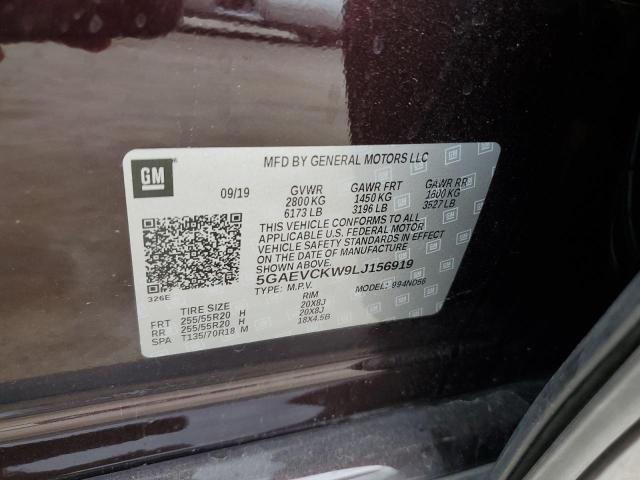 GM
MFD BY GENERAL MOTORS LLC
09/19 GVWR GAWR FRT GAWR RR
2800 KG 1450 KG 1600 KG
6173 LB 3196 LB 3527 LB
THIS VEHICLE CONFORMS TO ALL
APPLICABLE U.S. FEDERAL MOTOR
VEHICLE SAFETY STANDARDS IN EFFECT
ON THE DATE OF MANUFACTURE SHOWN ABOVE.
5GAEVCKW9LJ156919
TYPE: M.P.V. MODEL: 994ND56
326E
TIRE SIZE RIM
FRT 255/55R20 H 20X8J
RR 255/55R20 H 20X8J
SPA T135/70R18 M 18X4.5B